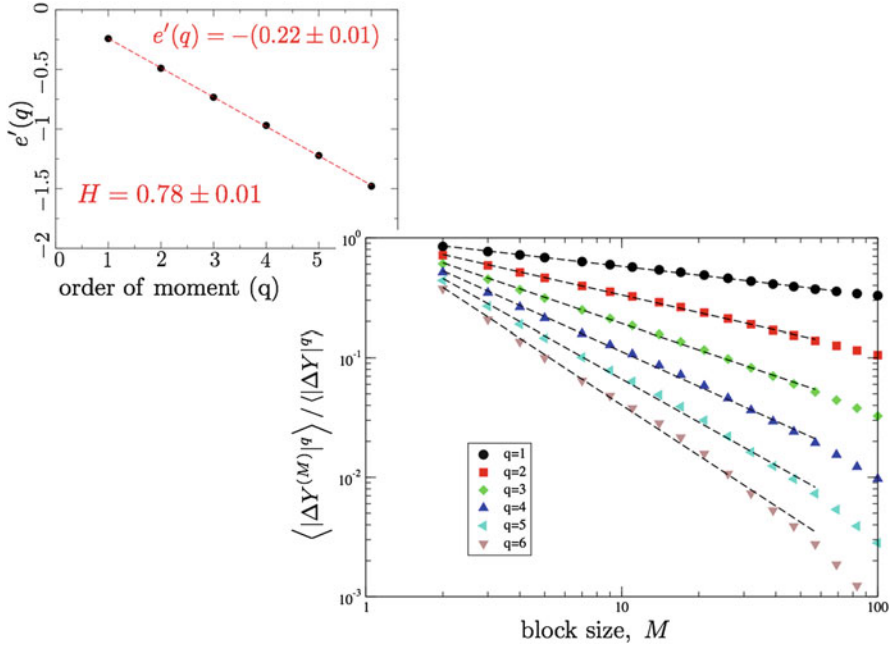 0
-0.5
-1
-1.5
-2
e′(q)
e′(q) = −(0.22 ± 0.01)
H = 0.78 ± 0.01
0 1 2 3 4 5
order of moment (q)
10^0
10^-1
10^-2
10^-3
⟨|ΔY^(M)|^q⟩ / ⟨|ΔY|^q⟩
q=1
q=2
q=3
q=4
q=5
q=6
1 10 100
block size, M